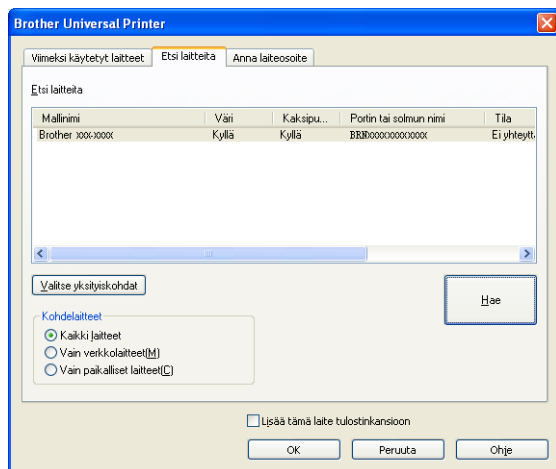 Brother Universal Printer
Viimeksi käytetyt laitteet Etsi laitteita Anna laiteosoite
Etsi laitteita
Mallinimi Väri Kaksipu... Portin tai solmun nimi Tila
Brother xxx-xxxx Kyllä Kyllä BRNxxxxxxxxxxxx Ei yhteytt
Valitse yksityiskohdat
Hae
Kohdelaitteet
Kaikki laitteet
Vain verkkolaitteet(M)
Vain paikalliset laitteet(C)
Lisää tämä laite tulostinkansioon
OK Peruuta Ohje